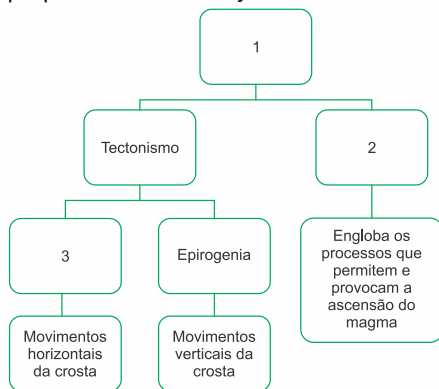 1
Tectonismo
2
3
Epirogenia
Engloba os
processos que
permitem e
provocam a
ascensão do
magma
Movimentos
horizontais
da crosta
Movimentos
verticais da
crosta